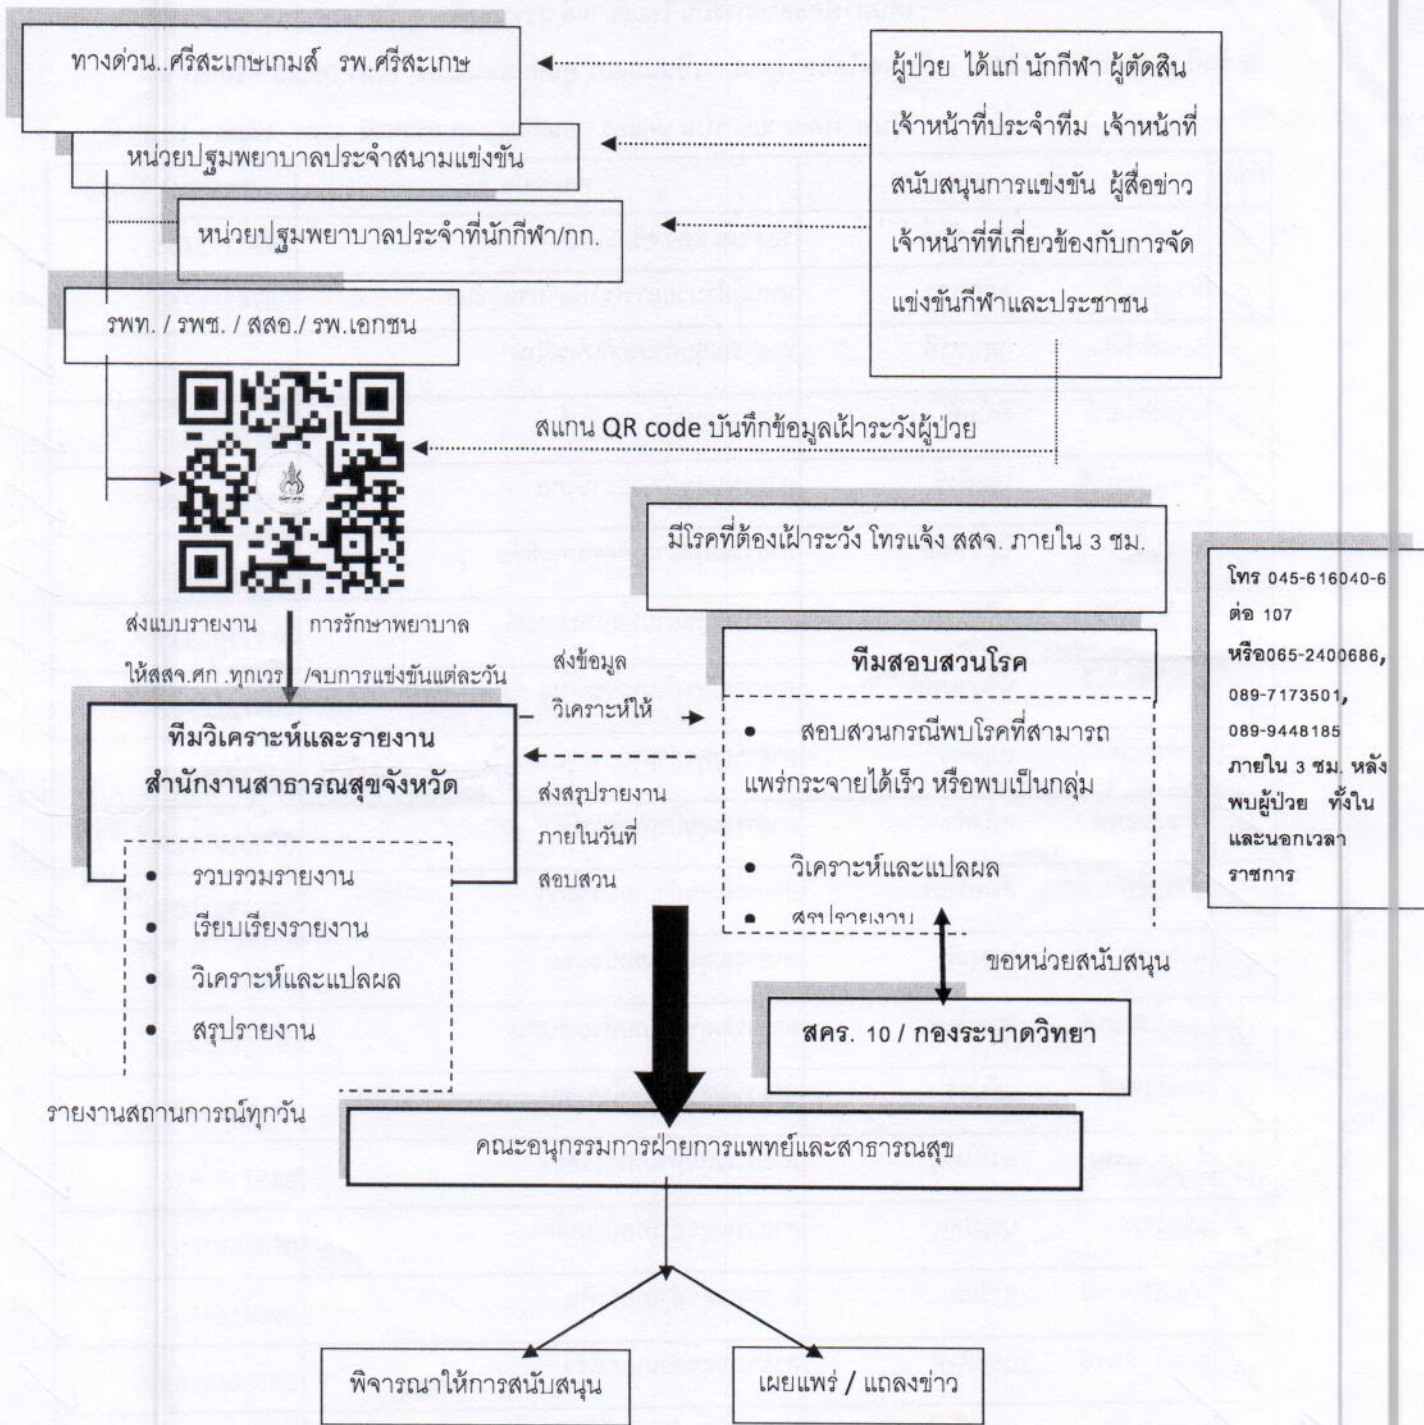 ทางด่วน..ศรีสะเกษเกมส์ รพ.ศรีสะเกษ
หน่วยปฐมพยาบาลประจำสนามแข่งขัน
หน่วยปฐมพยาบาลประจำที่นักกีฬา/กก.
รพท. / รพช. / สสอ./ รพ.เอกชน
ผู้ป่วย ได้แก่ นักกีฬา ผู้ตัดสิน
เจ้าหน้าที่ประจำทีม เจ้าหน้าที่
สนับสนุนการแข่งขัน ผู้สื่อข่าว
เจ้าหน้าที่ที่เกี่ยวข้องกับการจัด
แข่งขันกีฬาและประชาชน
สแกน QR code บันทึกข้อมูลเฝ้าระวังผู้ป่วย
มีโรคที่ต้องเฝ้าระวัง โทรแจ้ง สสจ. ภายใน 3 ชม.
โทร 045-616040-6
ต่อ 107
หรือ065-2400686,
089-7173501,
089-9448185
ภายใน 3 ชม. หลัง
พบผู้ป่วย ทั้งใน
และนอกเวลา
ราชการ
ส่งแบบรายงาน การรักษาพยาบาล
ให้สสจ.ศก .ทุกเวร /จบการแข่งขันแต่ละวัน
ส่งข้อมูล
วิเคราะห์ให้
ส่งสรุปรายงาน
ภายในวันที่
สอบสวน
ทีมวิเคราะห์และรายงาน
สำนักงานสาธารณสุขจังหวัด
• รวบรวมรายงาน
• เรียบเรียงรายงาน
• วิเคราะห์และแปลผล
• สรุปรายงาน
ทีมสอบสวนโรค
• สอบสวนกรณีพบโรคที่สามารถ
แพร่กระจายได้เร็ว หรือพบเป็นกลุ่ม
• วิเคราะห์และแปลผล
• สรุปรายงาน
ขอหน่วยสนับสนุน
สคร. 10 / กองระบาดวิทยา
รายงานสถานการณ์ทุกวัน
คณะอนุกรรมการฝ่ายการแพทย์และสาธารณสุข
พิจารณาให้การสนับสนุน
เผยแพร่ / แถลงข่าว